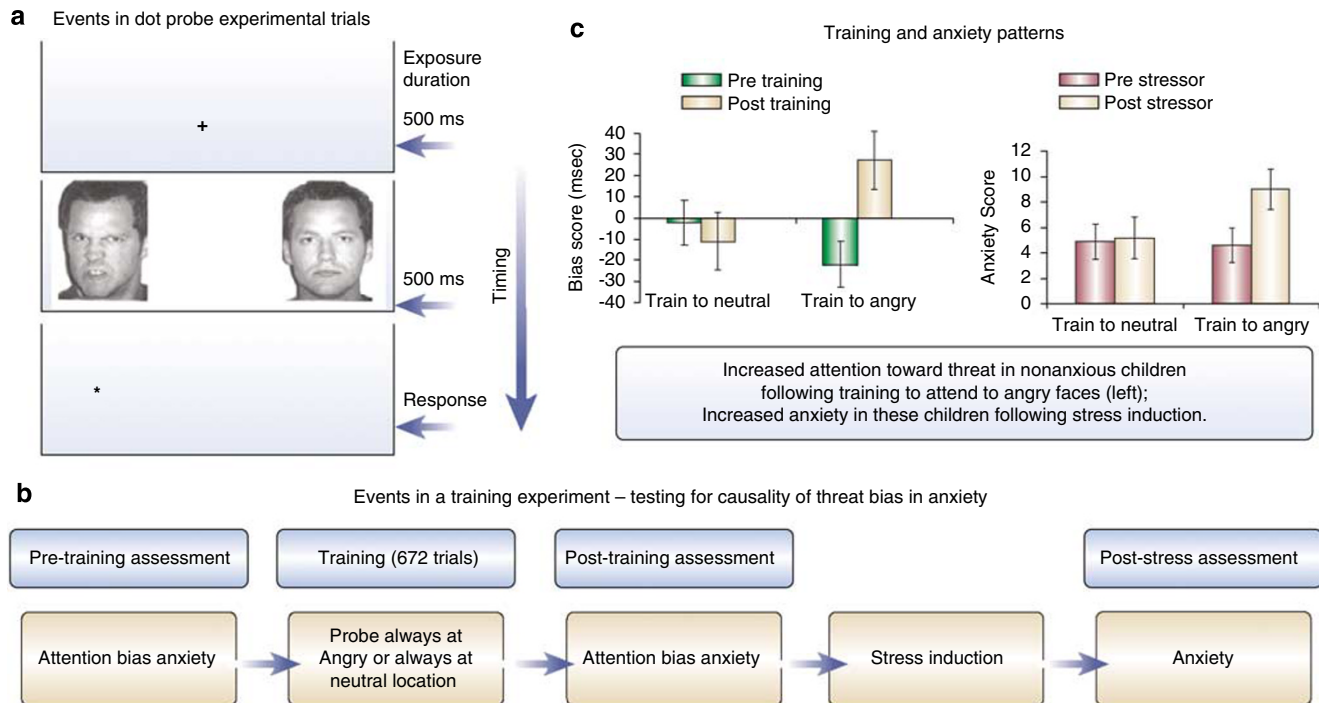 a
Events in dot probe experimental trials
Exposure
duration
+
500 ms
500 ms
*
Response
Timing
c
Training and anxiety patterns
Pre training
Post training
Bias score (msec)
40
30
20
10
0
-10
-20
-30
-40
Train to neutral
Train to angry
Pre stressor
Post stressor
Anxiety Score
12
10
8
6
4
2
0
Train to neutral
Train to angry
Increased attention toward threat in nonanxious children
following training to attend to angry faces (left);
Increased anxiety in these children following stress induction.
b
Events in a training experiment – testing for causality of threat bias in anxiety
Pre-training assessment
Training (672 trials)
Post-training assessment
Post-stress assessment
Attention bias anxiety
Probe always at
Angry or always at
neutral location
Attention bias anxiety
Stress induction
Anxiety